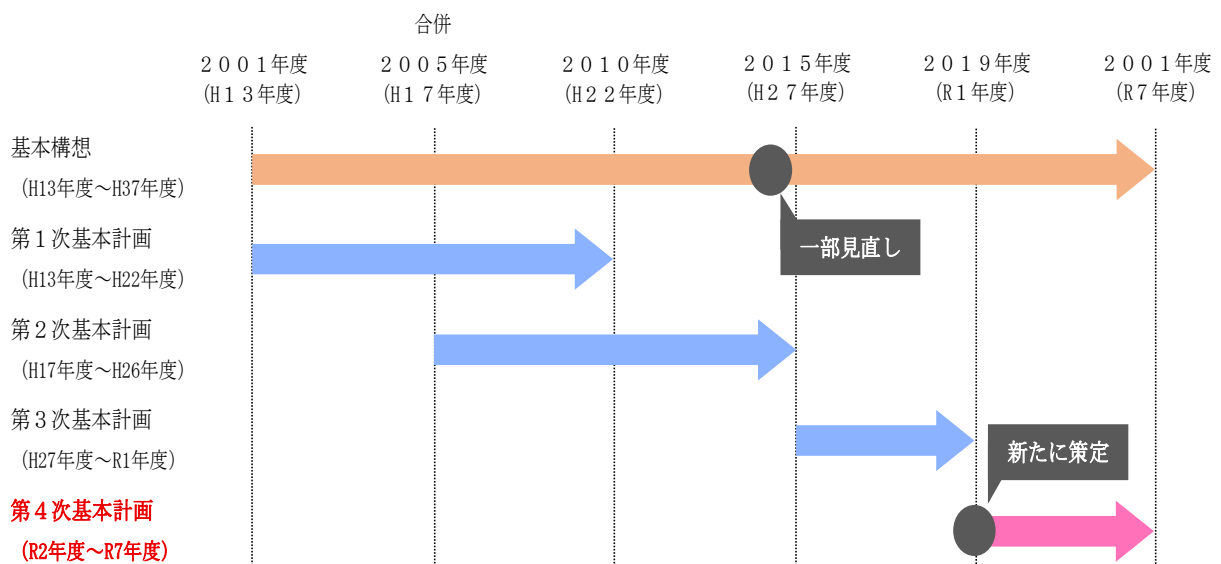 合併
２００１年度 ２００５年度 ２０１０年度 ２０１５年度 ２０１９年度 ２００１年度
(H１３年度) (H１７年度) (H２２年度) (H２７年度) (R１年度) (R７年度)
基本構想
（H13年度～H37年度）
一部見直し
第１次基本計画
（H13年度～H22年度）
第２次基本計画
（H17年度～H26年度）
第３次基本計画
（H27年度～R1年度）
新たに策定
第４次基本計画
（R2年度～R7年度）